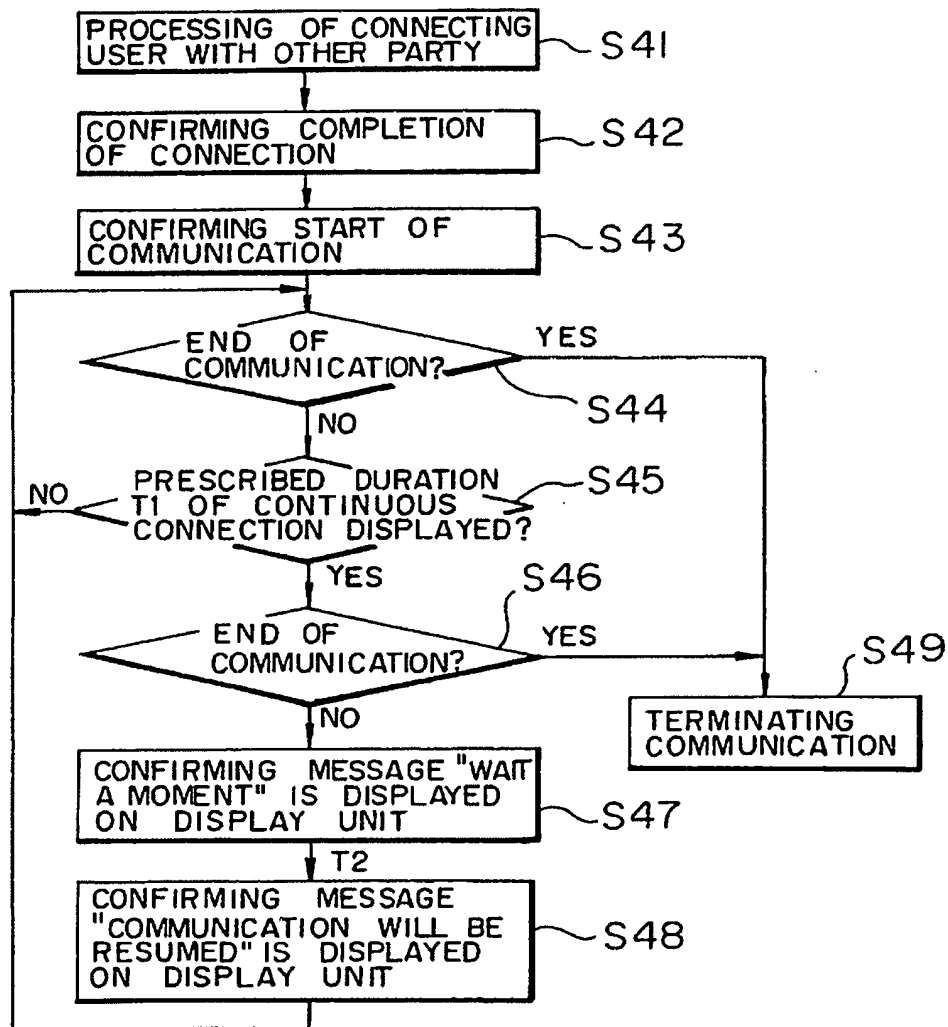 PROCESSING OF CONNECTING
USER WITH OTHER PARTY
S41
CONFIRMING COMPLETION
OF CONNECTION
S42
CONFIRMING START OF
COMMUNICATION
S43
END OF
COMMUNICATION?
YES
S44
NO
PRESCRIBED DURATION
T1 OF CONTINUOUS
CONNECTION DISPLAYED?
S45
NO
YES
S46
END OF
COMMUNICATION?
YES
NO
S49
TERMINATING
COMMUNICATION
CONFIRMING MESSAGE "WAIT
A MOMENT" IS DISPLAYED
ON DISPLAY UNIT
S47
T2
CONFIRMING MESSAGE
"COMMUNICATION WILL BE
RESUMED" IS DISPLAYED
ON DISPLAY UNIT
S48